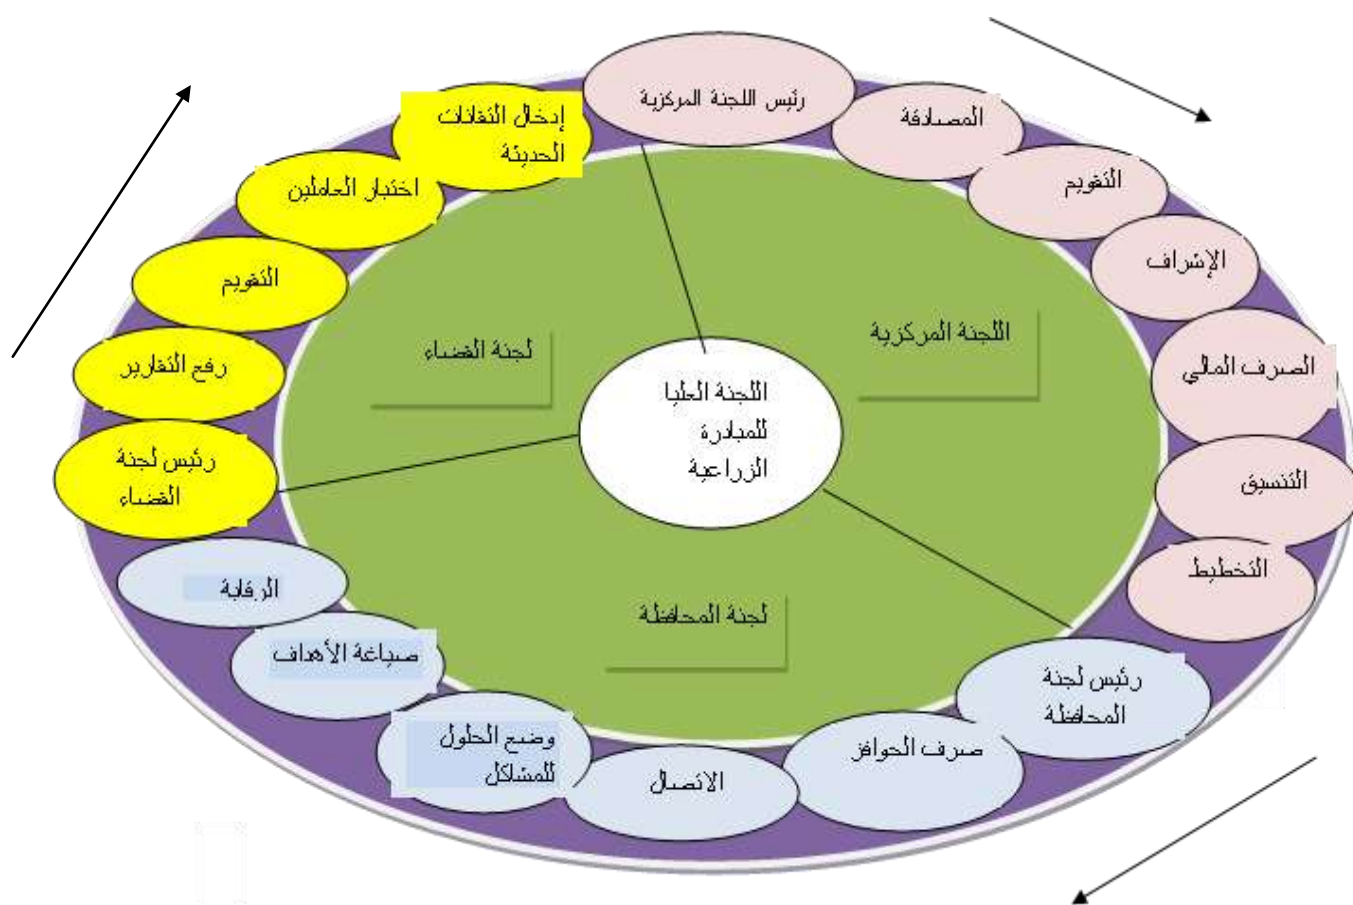 رئيس اللجنة المركزية
المصادقة
التقويم
الإشراف
الصرف المالي
التنسيق
التخطيط
رئيس لجنة
المحافظة
صرف الحوافز
الاتصال
وضع الحلول
للمشاكل
صياغة الأهداف
الرقابة
رئيس لجنة
القضاء
رفع التقارير
التقويم
اختيار العاملين
إدخال التقانات
الحديثة
اللجنة المركزية
لجنة القضاء
لجنة المحافظة
اللجنة العليا
للمبادرة
الزراعية